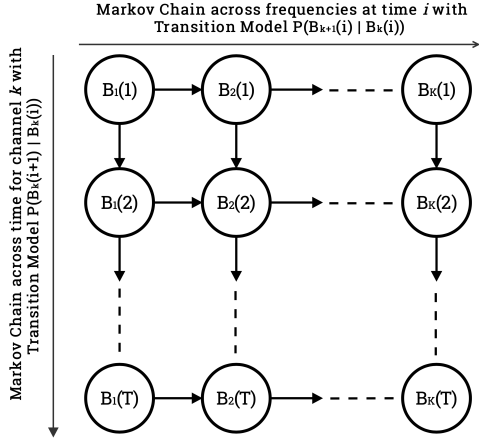 Markov Chain across frequencies at time i with
Transition Model P(Bk+1(i) | Bk(i))
Markov Chain across time for channel k with
Transition Model P(Bk(i+1) | Bk(i))
B1(1) B2(1) BK(1)
B1(2) B2(2) BK(2)
B1(T) B2(T) BK(T)